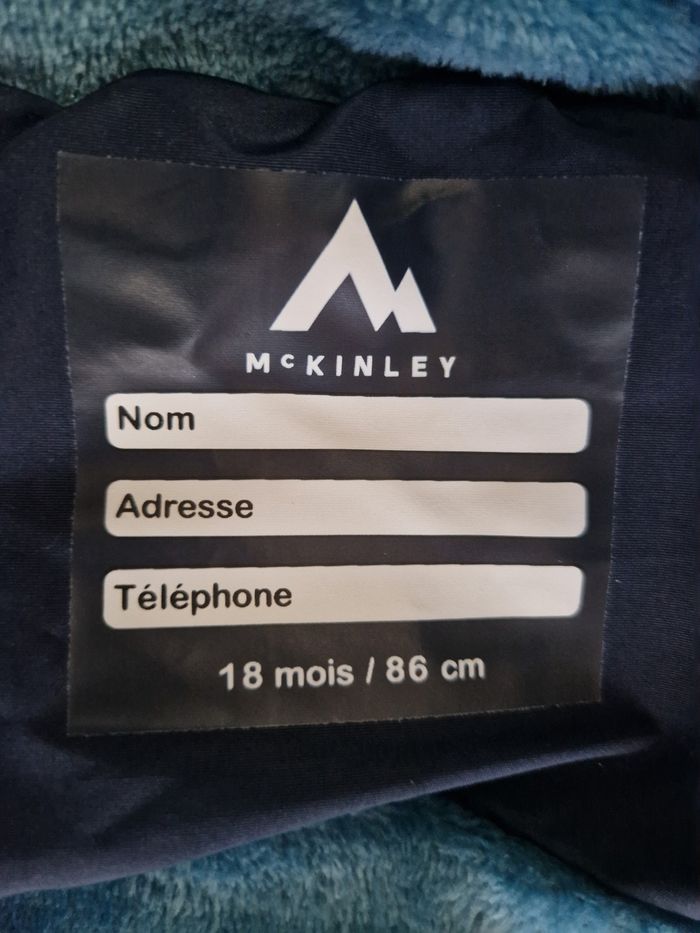 McKINLEY
Nom
Adresse
Téléphone
18 mois / 86 cm